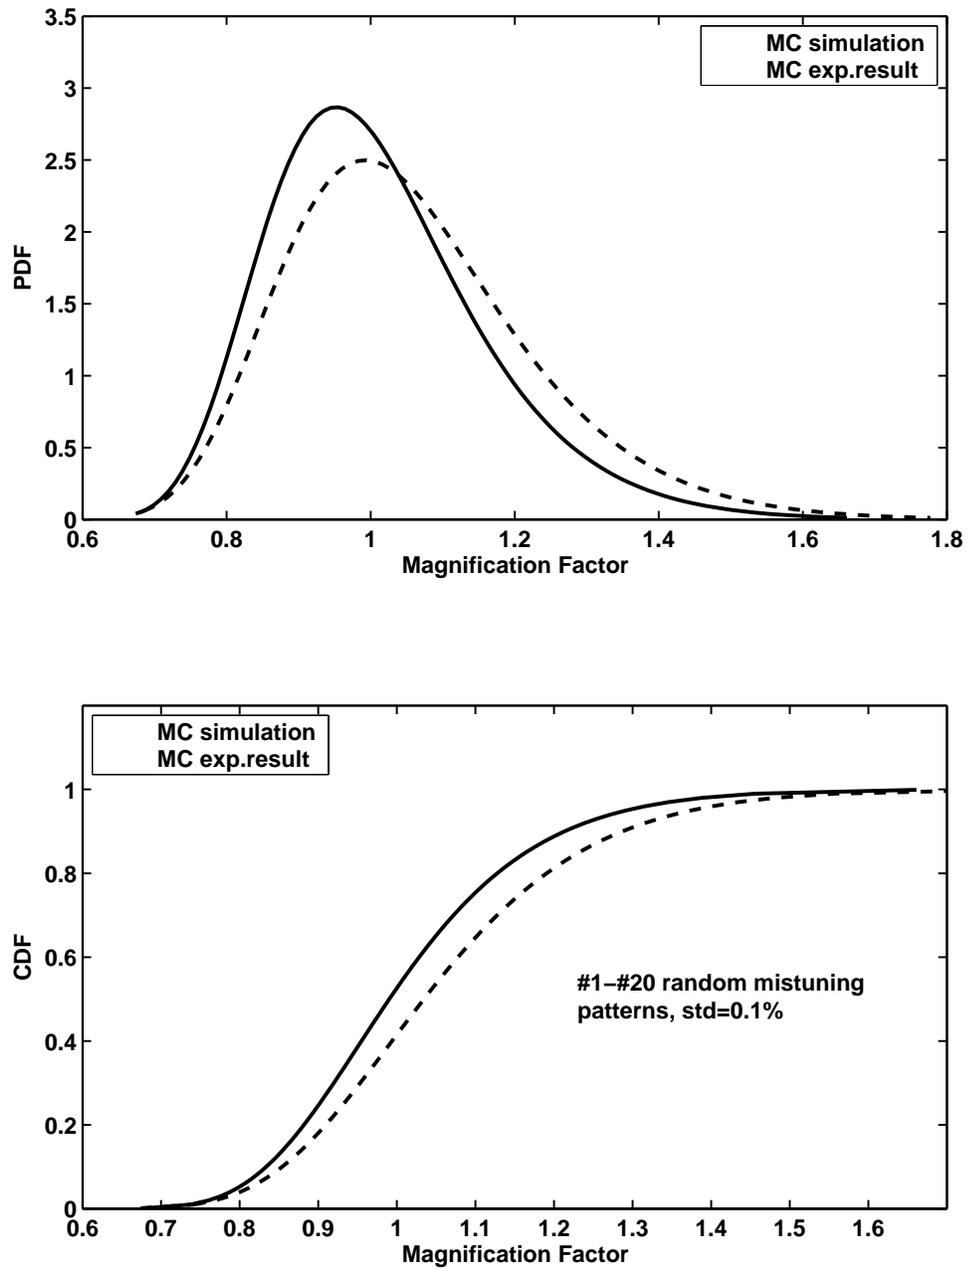 3.5
3
2.5
2
1.5
1
0.5
0
PDF
MC simulation
MC exp.result
0.6 0.8 1 1.2 1.4 1.6 1.8
Magnification Factor
MC simulation
MC exp.result
1
0.8
0.6
0.4
0.2
0
CDF
#1–#20 random mistuning
patterns, std=0.1%
0.6 0.7 0.8 0.9 1 1.1 1.2 1.3 1.4 1.5 1.6
Magnification Factor